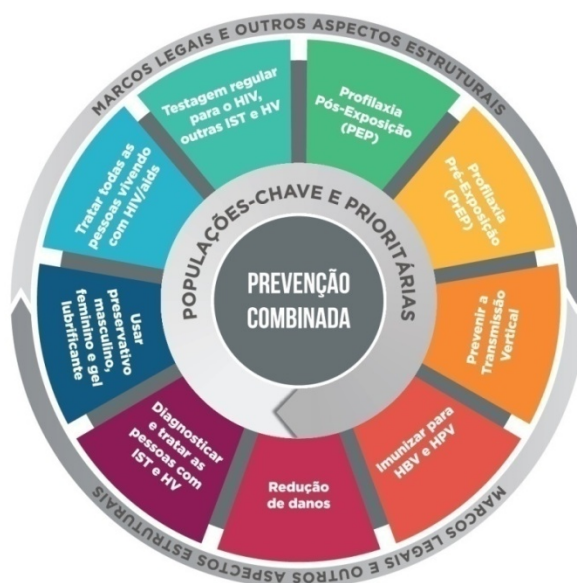 MARCOS LEGAIS E OUTROS ASPECTOS ESTRUTURAIS
Testagem regular
para o HIV,
outras IST e HV
Profilaxia
Pós-Exposição
(PEP)
Profilaxia
Pré-Exposição
(PrEP)
Prevenir a
Transmissão
Vertical
Imunizar para
HBV e HPV
Redução
de danos
Diagnosticar
e tratar as
pessoas com
IST e HV
Usar
preservativo
masculino,
feminino e gel
lubrificante
Tratar todas as
pessoas vivendo
com HIV/aids
POPULAÇÕES-CHAVE E PRIORITÁRIAS
PREVENÇÃO
COMBINADA
MARCOS LEGAIS E OUTROS ASPECTOS ESTRUTURAIS